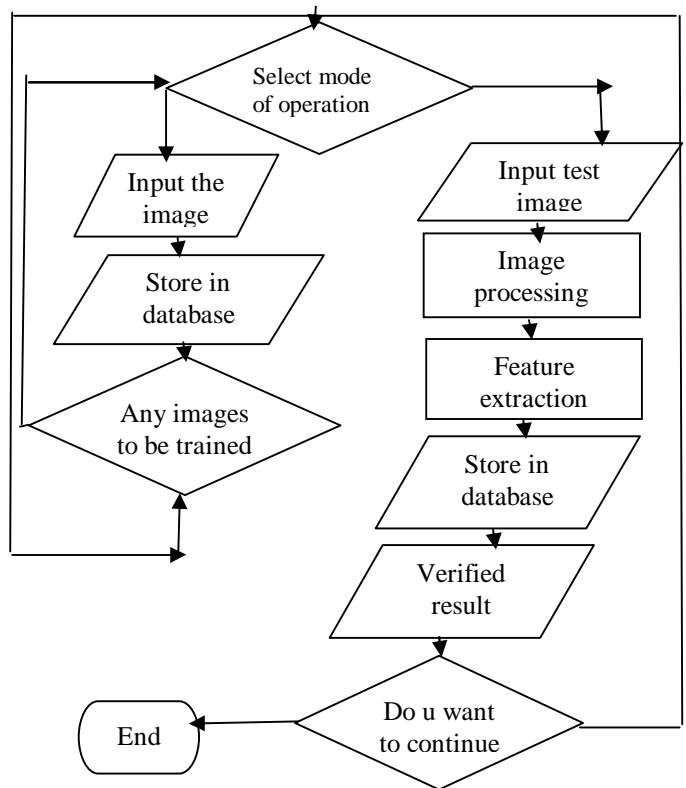 Select mode
of operation
Input the
image
Store in
database
Any images
to be trained
Input test
image
Image
processing
Feature
extraction
Store in
database
Verified
result
Do u want
to continue
End